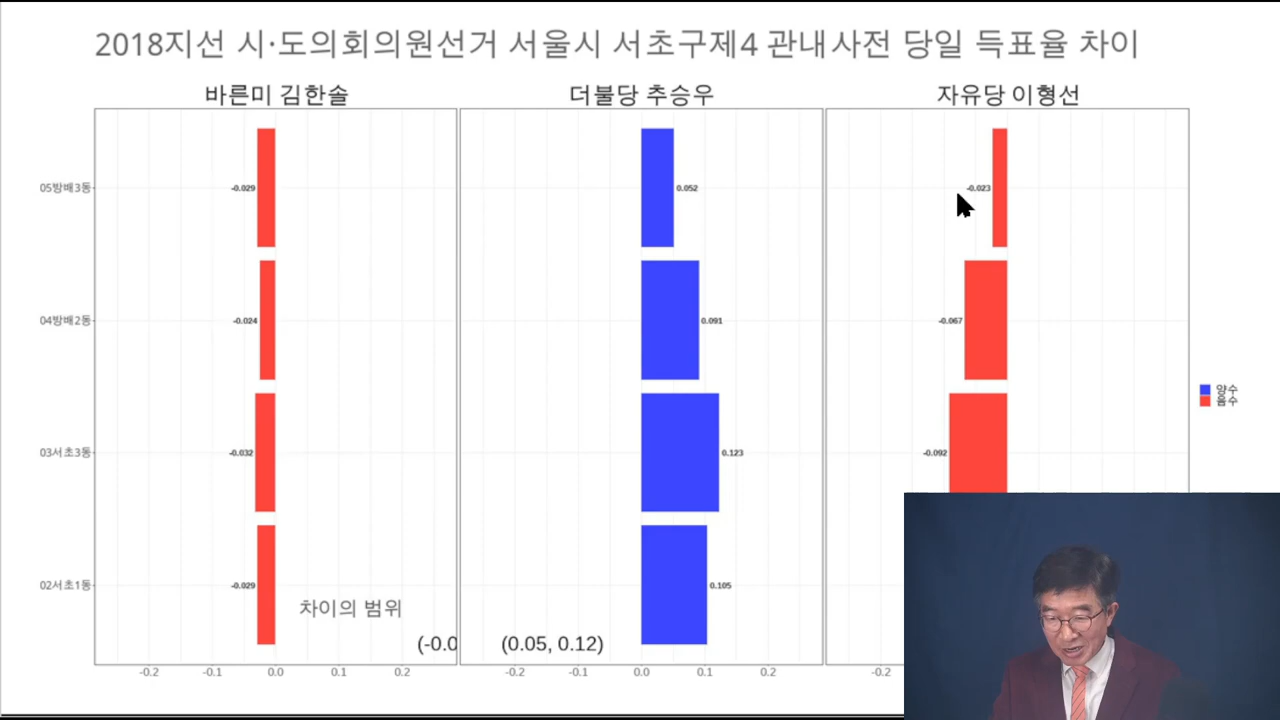 2018지선 시·도의회의원선거 서울시 서초구제4 관내사전 당일 득표율 차이
바른미 김한솔
더불당 추승우
자유당 이형선
05방배3동
-0.029
0.052
-0.023
04방배2동
-0.024
0.091
-0.067
양수
음수
03서초3동
-0.032
0.123
-0.092
02서초1동
-0.029
0.105
차이의 범위
(-0.0
(0.05, 0.12)
-0.2 -0.1 0.0 0.1 0.2
-0.2 -0.1 0.0 0.1 0.2
-0.2